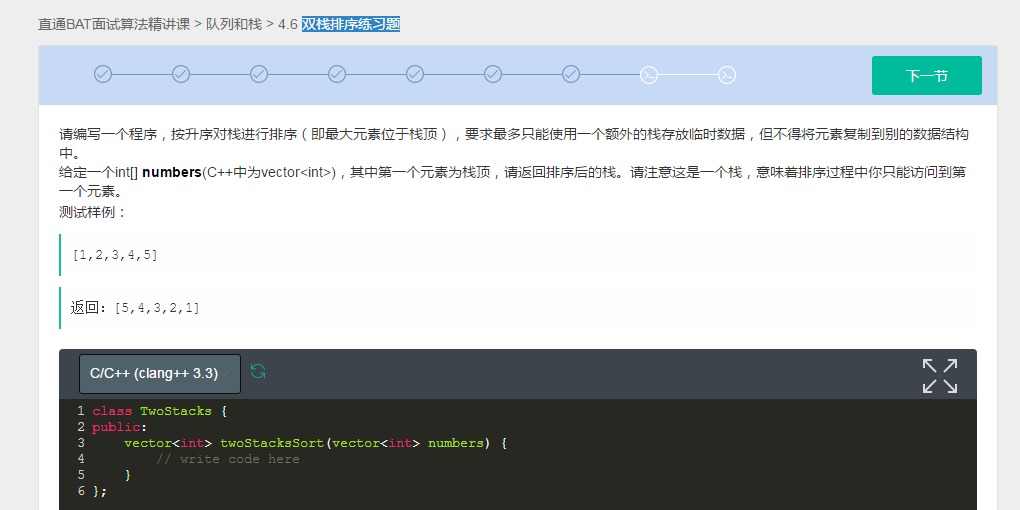 直通BAT面试算法精讲课 > 队列和栈 > 4.6 双栈排序练习题
下一节
请编写一个程序，按升序对栈进行排序（即最大元素位于栈顶），要求最多只能使用一个额外的栈存放临时数据，但不得将元素复制到别的数据结构
中。
给定一个int[] numbers(C++中为vector<int>)，其中第一个元素为栈顶，请返回排序后的栈。请注意这是一个栈，意味着排序过程中你只能访问到第
一个元素。
测试样例：
[1,2,3,4,5]
返回：[5,4,3,2,1]
C/C++ (clang++ 3.3)
1 class TwoStacks {
2 public:
3     vector<int> twoStacksSort(vector<int> numbers) {
4         // write code here
5     }
6 };